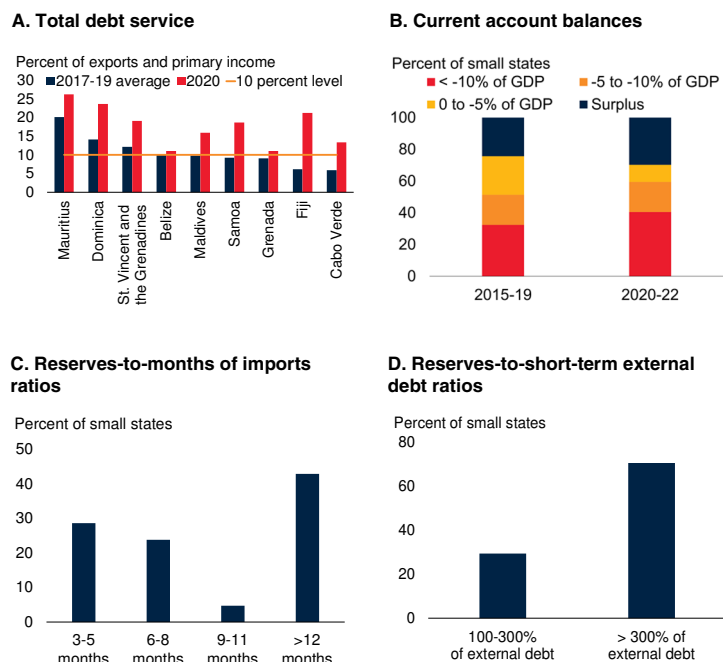 A. Total debt service
Percent of exports and primary income
2017-19 average 2020 10 percent level
30
25
20
15
10
5
0
Mauritius
Dominica
St. Vincent and
the Grenadines
Belize
Maldives
Samoa
Grenada
Fiji
Cabo Verde
B. Current account balances
Percent of small states
< -10% of GDP -5 to -10% of GDP
0 to -5% of GDP Surplus
100
80
60
40
20
0
2015-19 2020-22
C. Reserves-to-months of imports
ratios
Percent of small states
50
40
30
20
10
0
3-5 6-8 9-11 >12
months months months months
D. Reserves-to-short-term external
debt ratios
Percent of small states
80
60
40
20
0
100-300% > 300% of
of external debt external debt